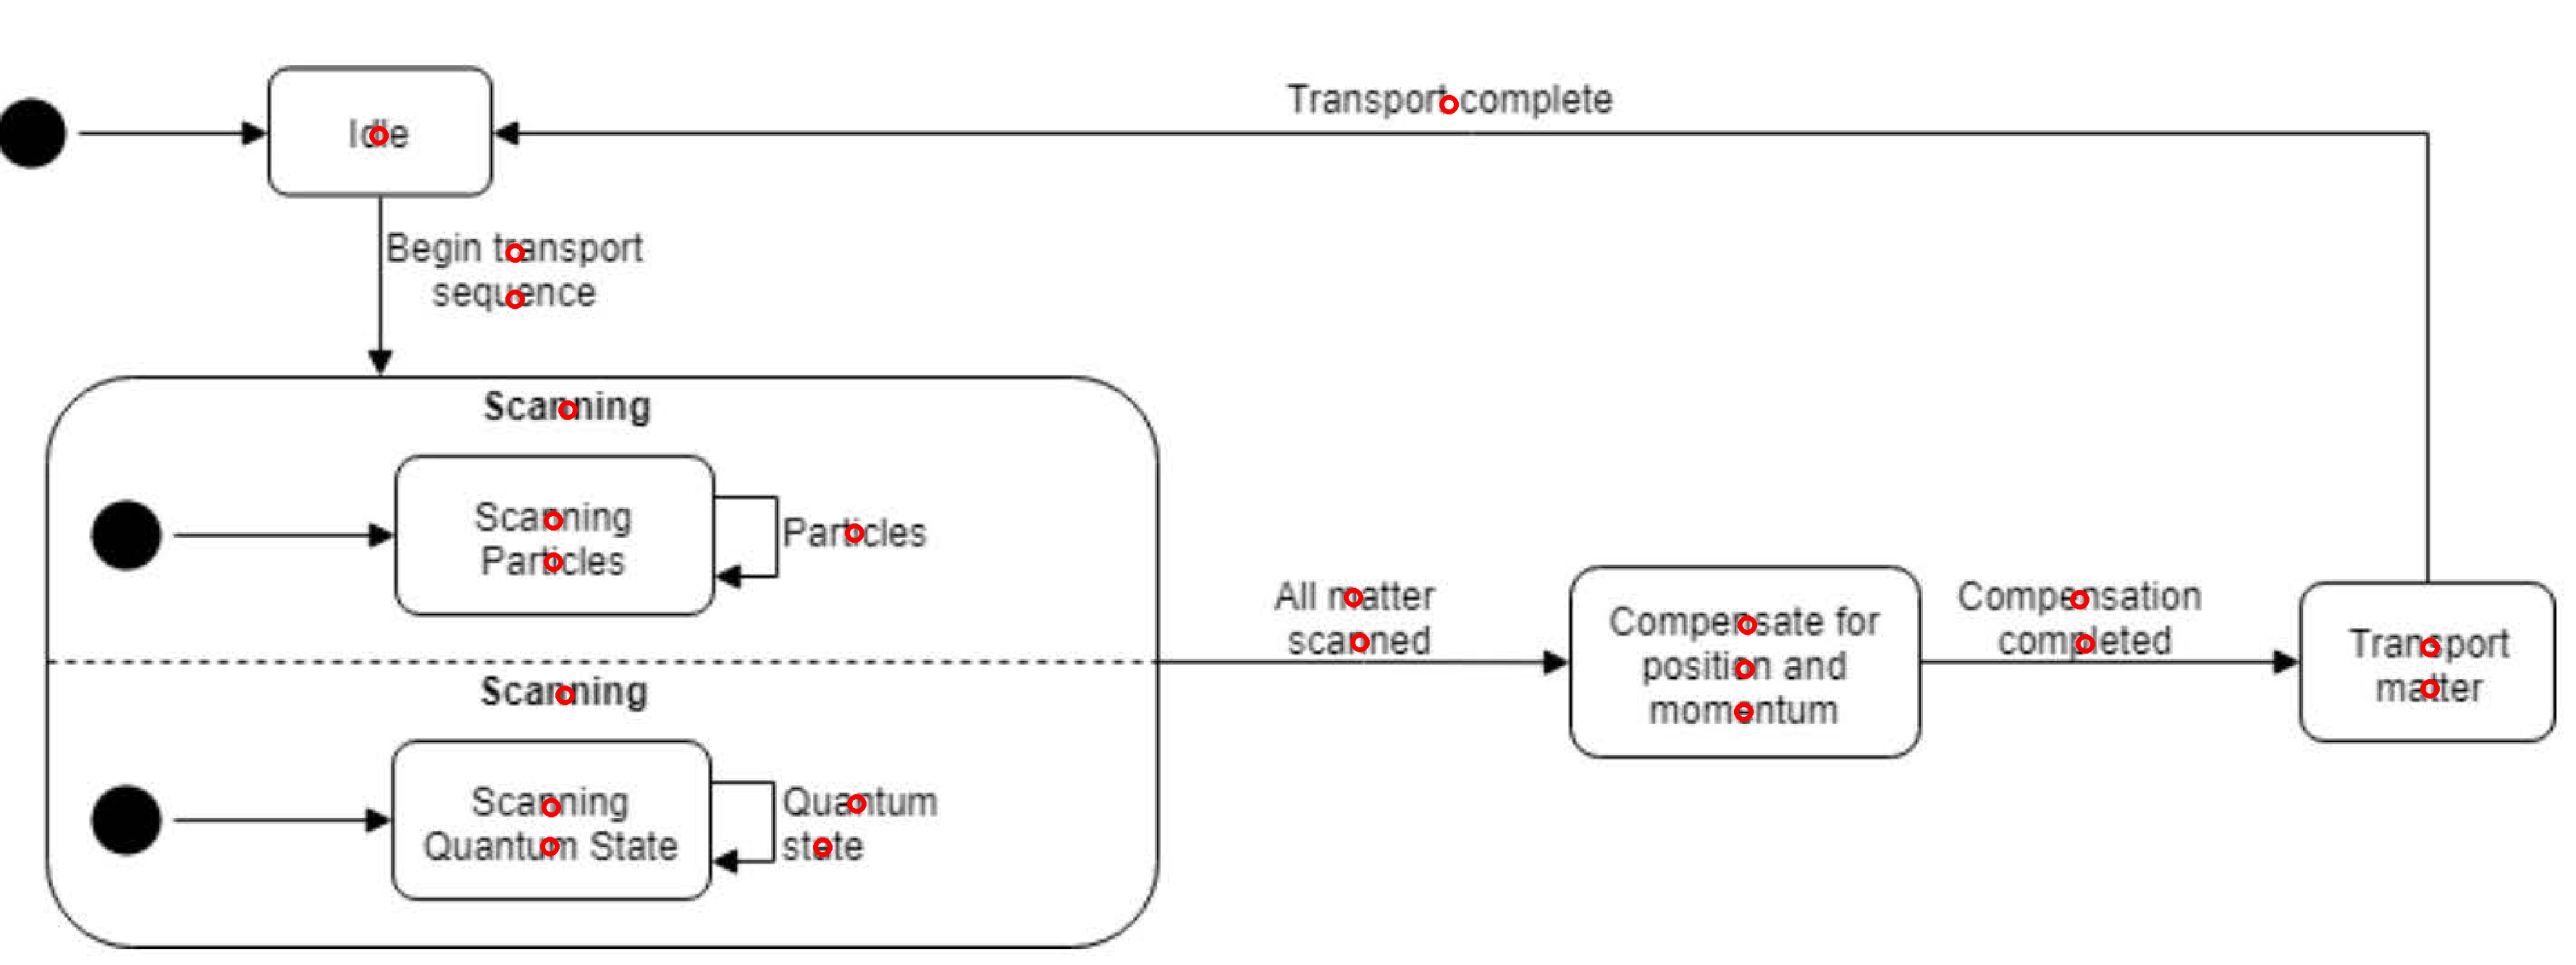 Transport complete
Idle
Begin transport
sequence
Scanning
Scanning
Particles
Particles
All matter
scanned
Compensate for
position and
momentum
Compensation
completed
Transport
matter
Scanning
Scanning
Quantum State
Quantum
state